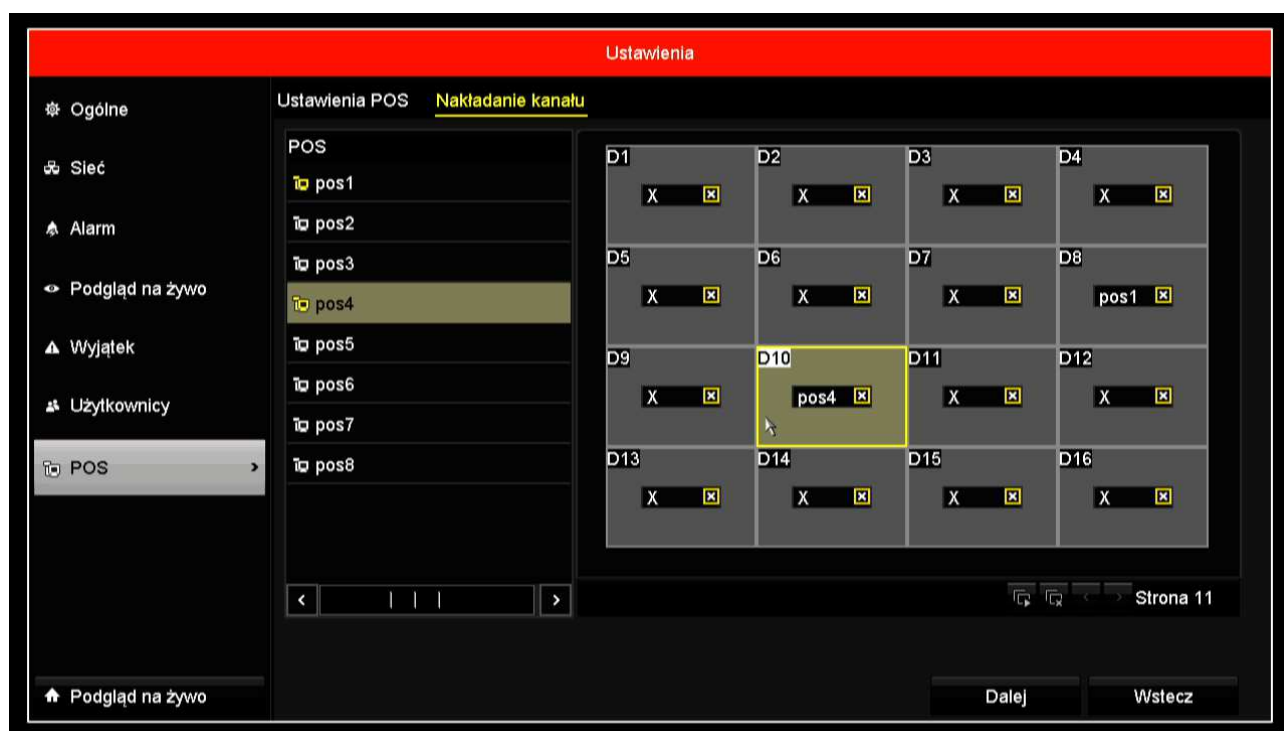 Ustawienia
Ogólne
Sieć
Alarm
Podgląd na żywo
Wyjątek
Użytkownicy
POS
Podgląd na żywo
Ustawienia POS Nakładanie kanału
POS
pos1
pos2
pos3
pos4
pos5
pos6
pos7
pos8
D1 D2 D3 D4
X X X X
D5 D6 D7 D8
X X X pos1
D9 D10 D11 D12
X pos4 X X
D13 D14 D15 D16
X X X X
Strona 11
Dalej Wstecz